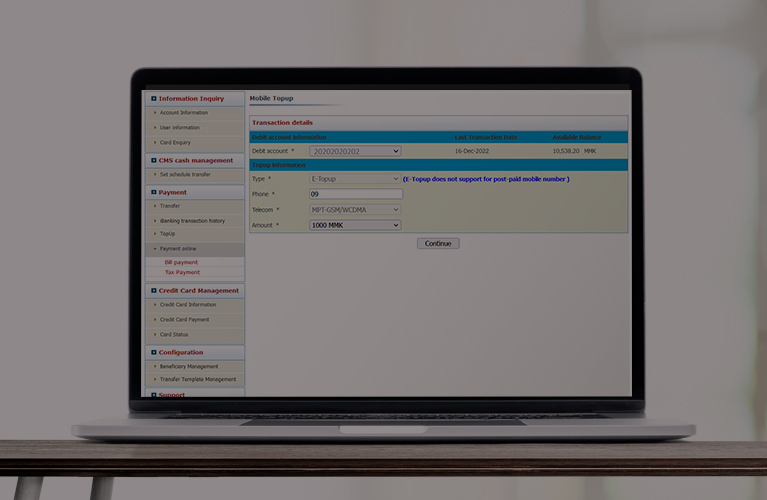 Information Inquiry
Account Information
User information
Card Enquiry
CMS cash management
Set schedule transfer
Payment
Transfer
iBanking transaction history
TopUp
Payment online
Bill payment
Tax Payment
Credit Card Management
Credit Card Information
Credit Card Payment
Card Status
Configuration
Beneficiary Management
Transfer Template Management
Support
Mobile Topup
Transaction details
Debit account information Last Transaction Date Available Balance
Debit account * 20202020202 16-Dec-2022 10,538.20 MMK
Topup Information
Type * E-Topup (E-Topup does not support for post-paid mobile number )
Phone * 09
Telecom * MPT-GSM/WCDMA
Amount * 1000 MMK
Continue